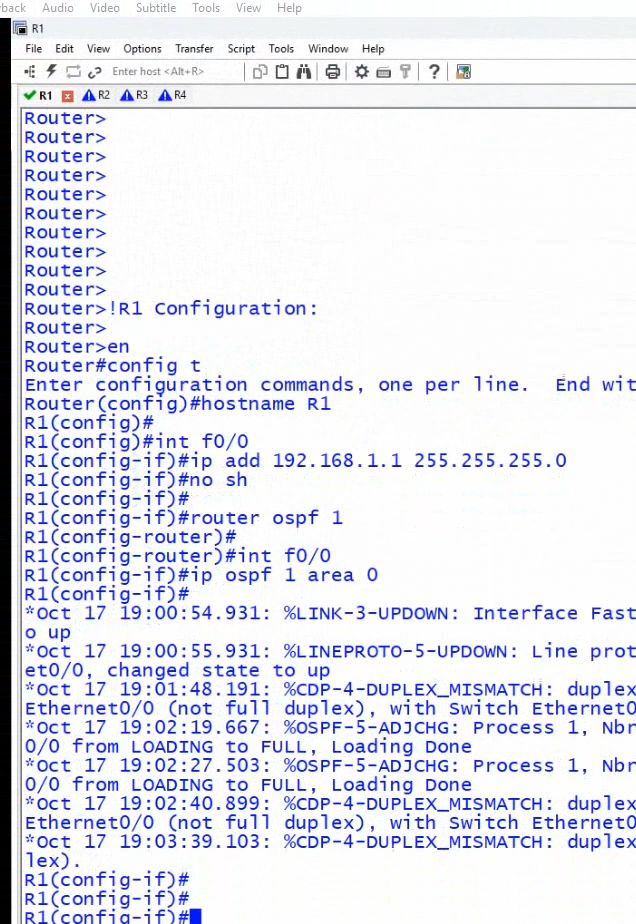 yback Audio Video Subtitle Tools View Help
R1
File Edit View Options Transfer Script Tools Window Help
Enter host <Alt+R>
R1 R2 R3 R4
Router>
Router>
Router>
Router>
Router>
Router>
Router>
Router>
Router>
Router>
Router>!R1 Configuration:
Router>
Router>en
Router#config t
Enter configuration commands, one per line. End wit
Router(config)#hostname R1
R1(config)#
R1(config)#int f0/0
R1(config-if)#ip add 192.168.1.1 255.255.255.0
R1(config-if)#no sh
R1(config-if)#
R1(config-if)#router ospf 1
R1(config-router)#
R1(config-router)#int f0/0
R1(config-if)#ip ospf 1 area 0
R1(config-if)#
*Oct 17 19:00:54.931: %LINK-3-UPDOWN: Interface Fast
o up
*Oct 17 19:00:55.931: %LINEPROTO-5-UPDOWN: Line prot
et0/0, changed state to up
*Oct 17 19:01:48.191: %CDP-4-DUPLEX_MISMATCH: duplex
Ethernet0/0 (not full duplex), with Switch Ethernet0
*Oct 17 19:02:19.667: %OSPF-5-ADJCHG: Process 1, Nbr
0/0 from LOADING to FULL, Loading Done
*Oct 17 19:02:27.503: %OSPF-5-ADJCHG: Process 1, Nbr
0/0 from LOADING to FULL, Loading Done
*Oct 17 19:02:40.899: %CDP-4-DUPLEX_MISMATCH: duplex
Ethernet0/0 (not full duplex), with Switch Ethernet0
*Oct 17 19:03:39.103: %CDP-4-DUPLEX_MISMATCH: duplex
lex).
R1(config-if)#
R1(config-if)#
R1(config-if)#